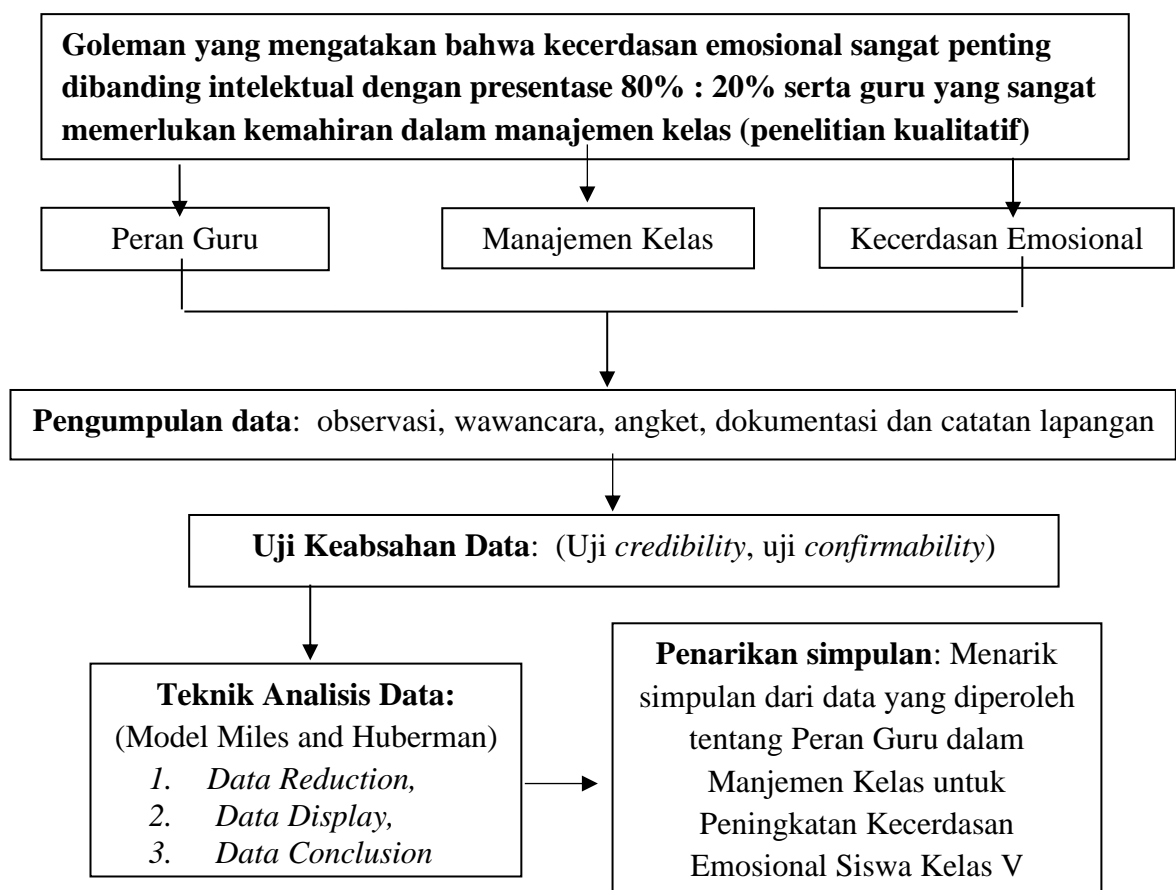 Goleman yang mengatakan bahwa kecerdasan emosional sangat penting
dibanding intelektual dengan presentase 80% : 20% serta guru yang sangat
memerlukan kemahiran dalam manajemen kelas (penelitian kualitatif)
Peran Guru
Manajemen Kelas
Kecerdasan Emosional
Pengumpulan data: observasi, wawancara, angket, dokumentasi dan catatan lapangan
Uji Keabsahan Data: (Uji credibility, uji confirmability)
Teknik Analisis Data:
(Model Miles and Huberman)
1. Data Reduction,
2. Data Display,
3. Data Conclusion
Penarikan simpulan: Menarik
simpulan dari data yang diperoleh
tentang Peran Guru dalam
Manjemen Kelas untuk
Peningkatan Kecerdasan
Emosional Siswa Kelas V